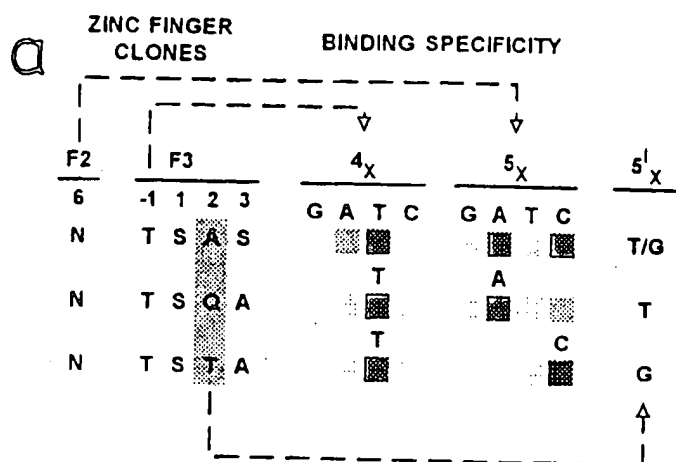 a
ZINC FINGER CLONES
BINDING SPECIFICITY
F2 F3 4X 5X 5'X
6 -1 1 2 3 G A T C G A T C
N T S A S T/G
T A
N T S Q A T
T C
N T S T A G